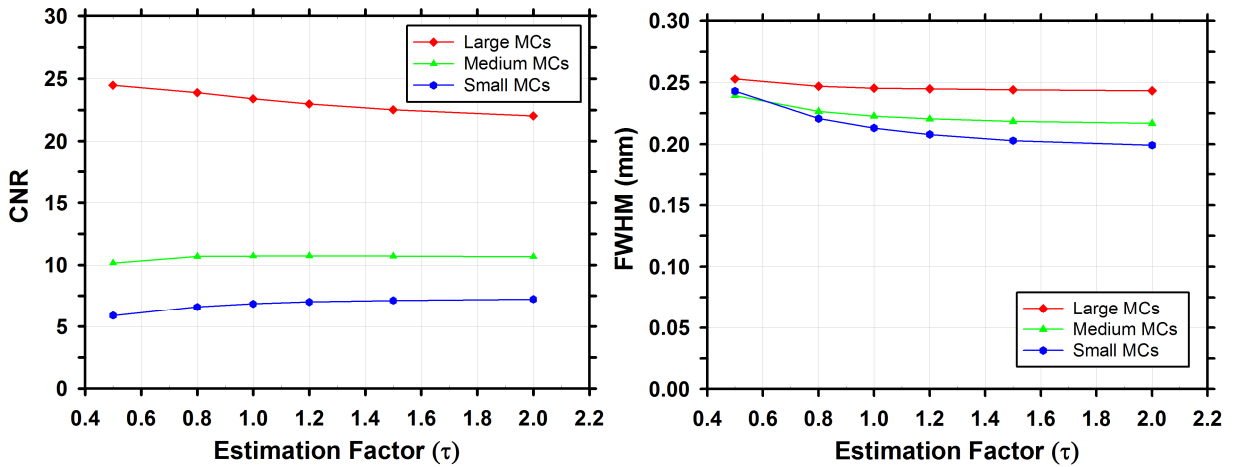 30
25
20
15
10
5
0
CNR
Large MCs
Medium MCs
Small MCs
0.4 0.6 0.8 1.0 1.2 1.4 1.6 1.8 2.0 2.2
Estimation Factor (τ)
0.30
0.25
0.20
0.15
0.10
0.05
0.00
FWHM (mm)
Large MCs
Medium MCs
Small MCs
0.4 0.6 0.8 1.0 1.2 1.4 1.6 1.8 2.0 2.2
Estimation Factor (τ)